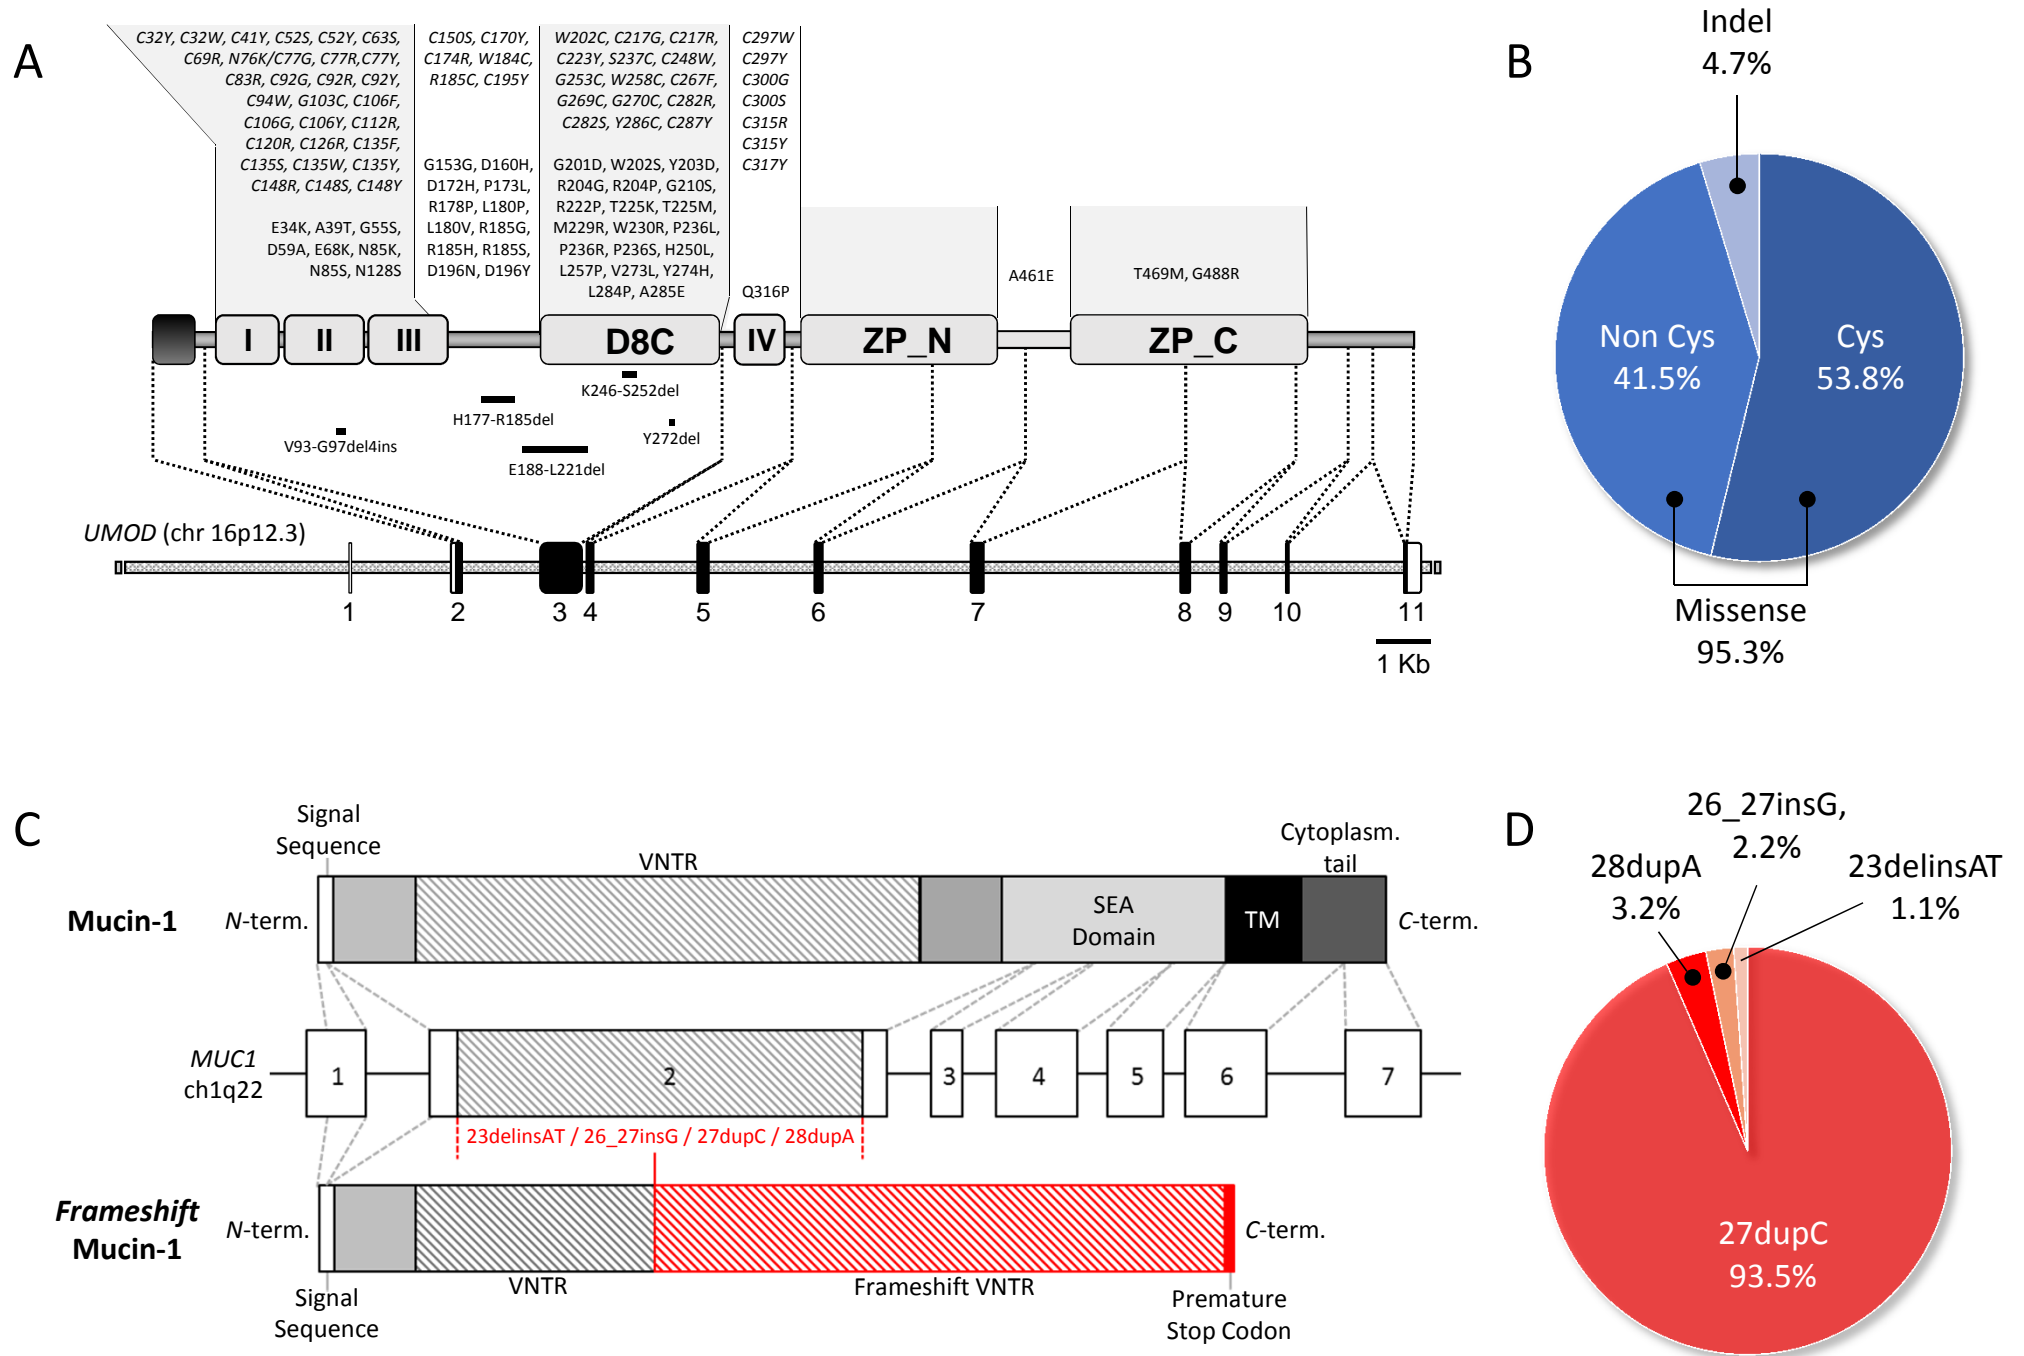 A
C32Y, C32W, C41Y, C52S, C52Y, C63S,
C69R, N76K/C77G, C77R,C77Y,
C83R, C92G, C92R, C92Y,
C94W, G103C, C106F,
C106G, C106Y, C112R,
C120R, C126R, C135F,
C135S, C135W, C135Y,
C148R, C148S, C148Y
E34K, A39T, G55S,
D59A, E68K, N85K,
N85S, N128S
C150S, C170Y,
C174R, W184C,
R185C, C195Y
G153G, D160H,
D172H, P173L,
R178P, L180P,
L180V, R185G,
R185H, R185S,
D196N, D196Y
W202C, C217G, C217R,
C223Y, S237C, C248W,
G253C, W258C, C267F,
G269C, G270C, C282R,
C282S, Y286C, C287Y
G201D, W202S, Y203D,
R204G, R204P, G210S,
R222P, T225K, T225M,
M229R, W230R, P236L,
P236R, P236S, H250L,
L257P, V273L, Y274H,
L284P, A285E
C297W
C297Y
C300G
C300S
C315R
C315Y
C317Y
Q316P
A461E
T469M, G488R
I
II
III
D8C
IV
ZP_N
ZP_C
K246-S252del
H177-R185del
Y272del
V93-G97del4ins
E188-L221del
UMOD (chr 16p12.3)
1
2
3
4
5
6
7
8
9
10
11
1 Kb
B
Indel
4.7%
Non Cys
41.5%
Cys
53.8%
Missense
95.3%
C
Signal
Sequence
VNTR
Cytoplasm.
tail
Mucin-1
N-term.
SEA
Domain
TM
C-term.
MUC1
ch1q22
1
2
3
4
5
6
7
23delinsAT / 26_27insG / 27dupC / 28dupA
Frameshift
Mucin-1
N-term.
C-term.
Signal
Sequence
VNTR
Frameshift VNTR
Premature
Stop Codon
D
26_27insG,
2.2%
28dupA
3.2%
23delinsAT
1.1%
27dupC
93.5%